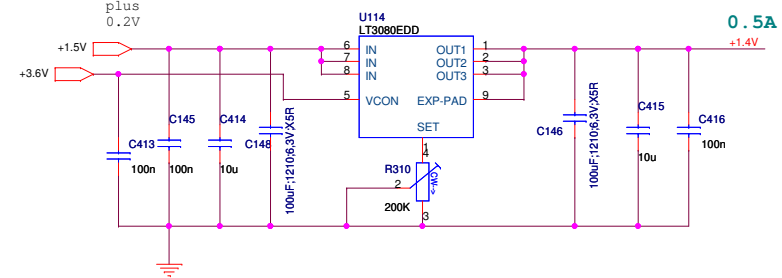 plus
0.2V
U114
LT3080EDD
0.5A
+1.5V
+1.4V
+3.6V
6 IN OUT1 1
7 IN OUT2 2
8 IN OUT3 3
5 VCON EXP-PAD 9
SET
1
4
C413
100n
C145
100n
C414
10u
C148
100uF;1210;6,3V;X5R
R310
2
CW->
200K
3
C146
100uF;1210;6,3V;X5R
C415
10u
C416
100n